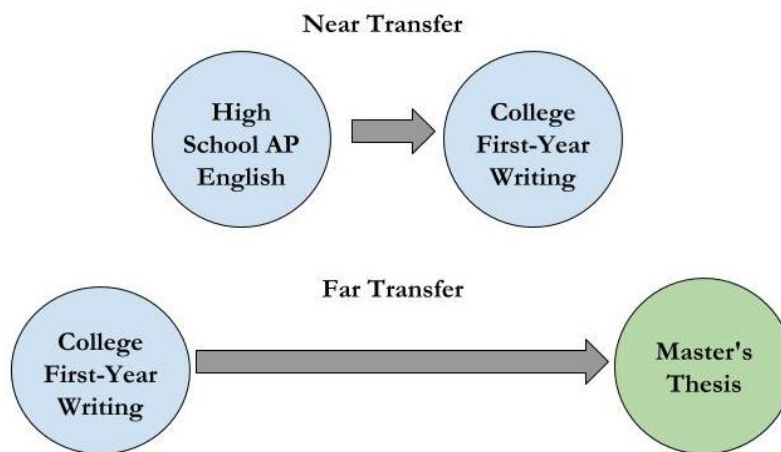 Near Transfer
High
School AP
English
College
First-Year
Writing
Far Transfer
College
First-Year
Writing
Master's
Thesis